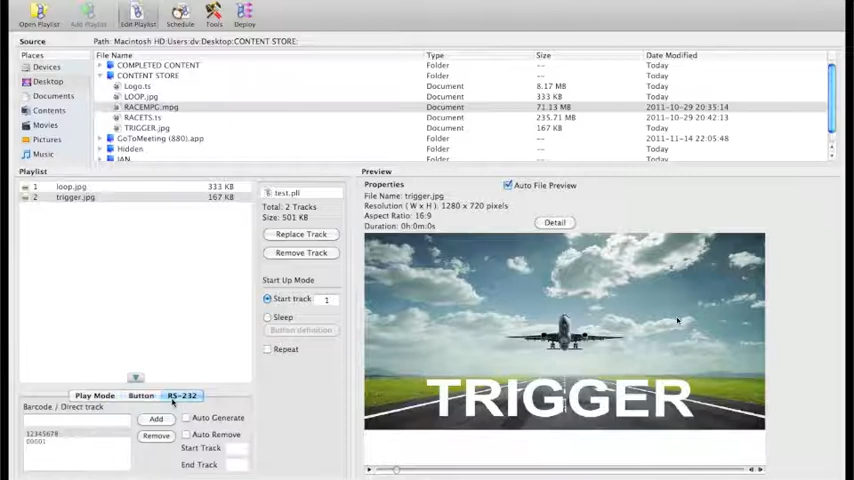 Open Playlist Add Playlist Edit Playlist Schedule Tools Deploy
Source Path: Macintosh HD:Users:dv:Desktop:CONTENT STORE:
Places File Name Type Size Date Modified
Devices COMPLETED CONTENT Folder -- Today
Desktop CONTENT STORE Folder -- Today
Logo.ts Document 8.17 MB Today
Documents LOOP.jpg Document 333 KB Today
Contents RACEMPG.mpg Document 71.13 MB 2011-10-29 20:35:14
Movies RACETS.ts Document 235.71 MB 2011-10-29 20:42:13
TRIGGER.jpg Document 167 KB Today
Pictures GoToMeeting (880).app Folder -- 2011-11-14 22:05:48
Music Hidden Folder -- Today
JAN Folder -- Today
Playlist
1 loop.jpg 333 KB
2 trigger.jpg 167 KB
test.pll
Total: 2 Tracks
Size: 501 KB
Replace Track
Remove Track
Start Up Mode
Start track 1
Sleep
Button definition
Repeat
Preview
Properties Auto File Preview
File Name: trigger.jpg
Resolution ( W x H ): 1280 x 720 pixels
Aspect Ratio: 16:9
Duration: 0h:0m:0s
Detail
TRIGGER
Play Mode Button RS-232
Barcode / Direct track
Add Auto Generate
12345678
00001
Remove Auto Remove
Start Track
End Track